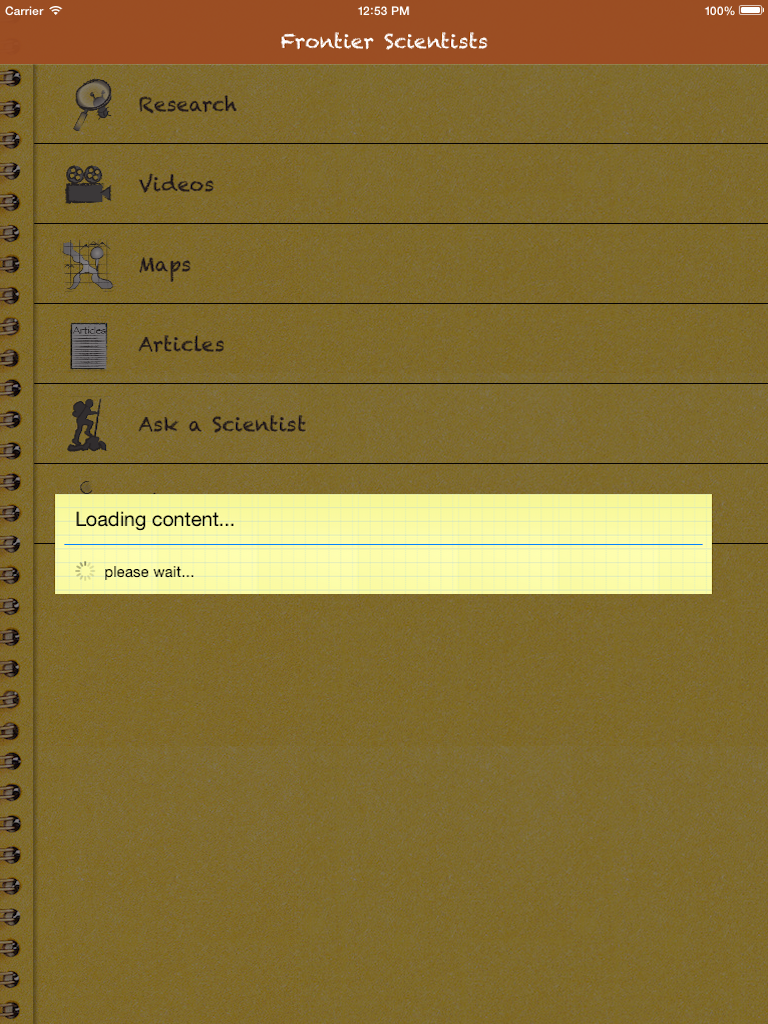 Carrier 12:53 PM 100%
Frontier Scientists
Research
Videos
Maps
Articles
Articles
Ask a Scientist
Loading content...
please wait...